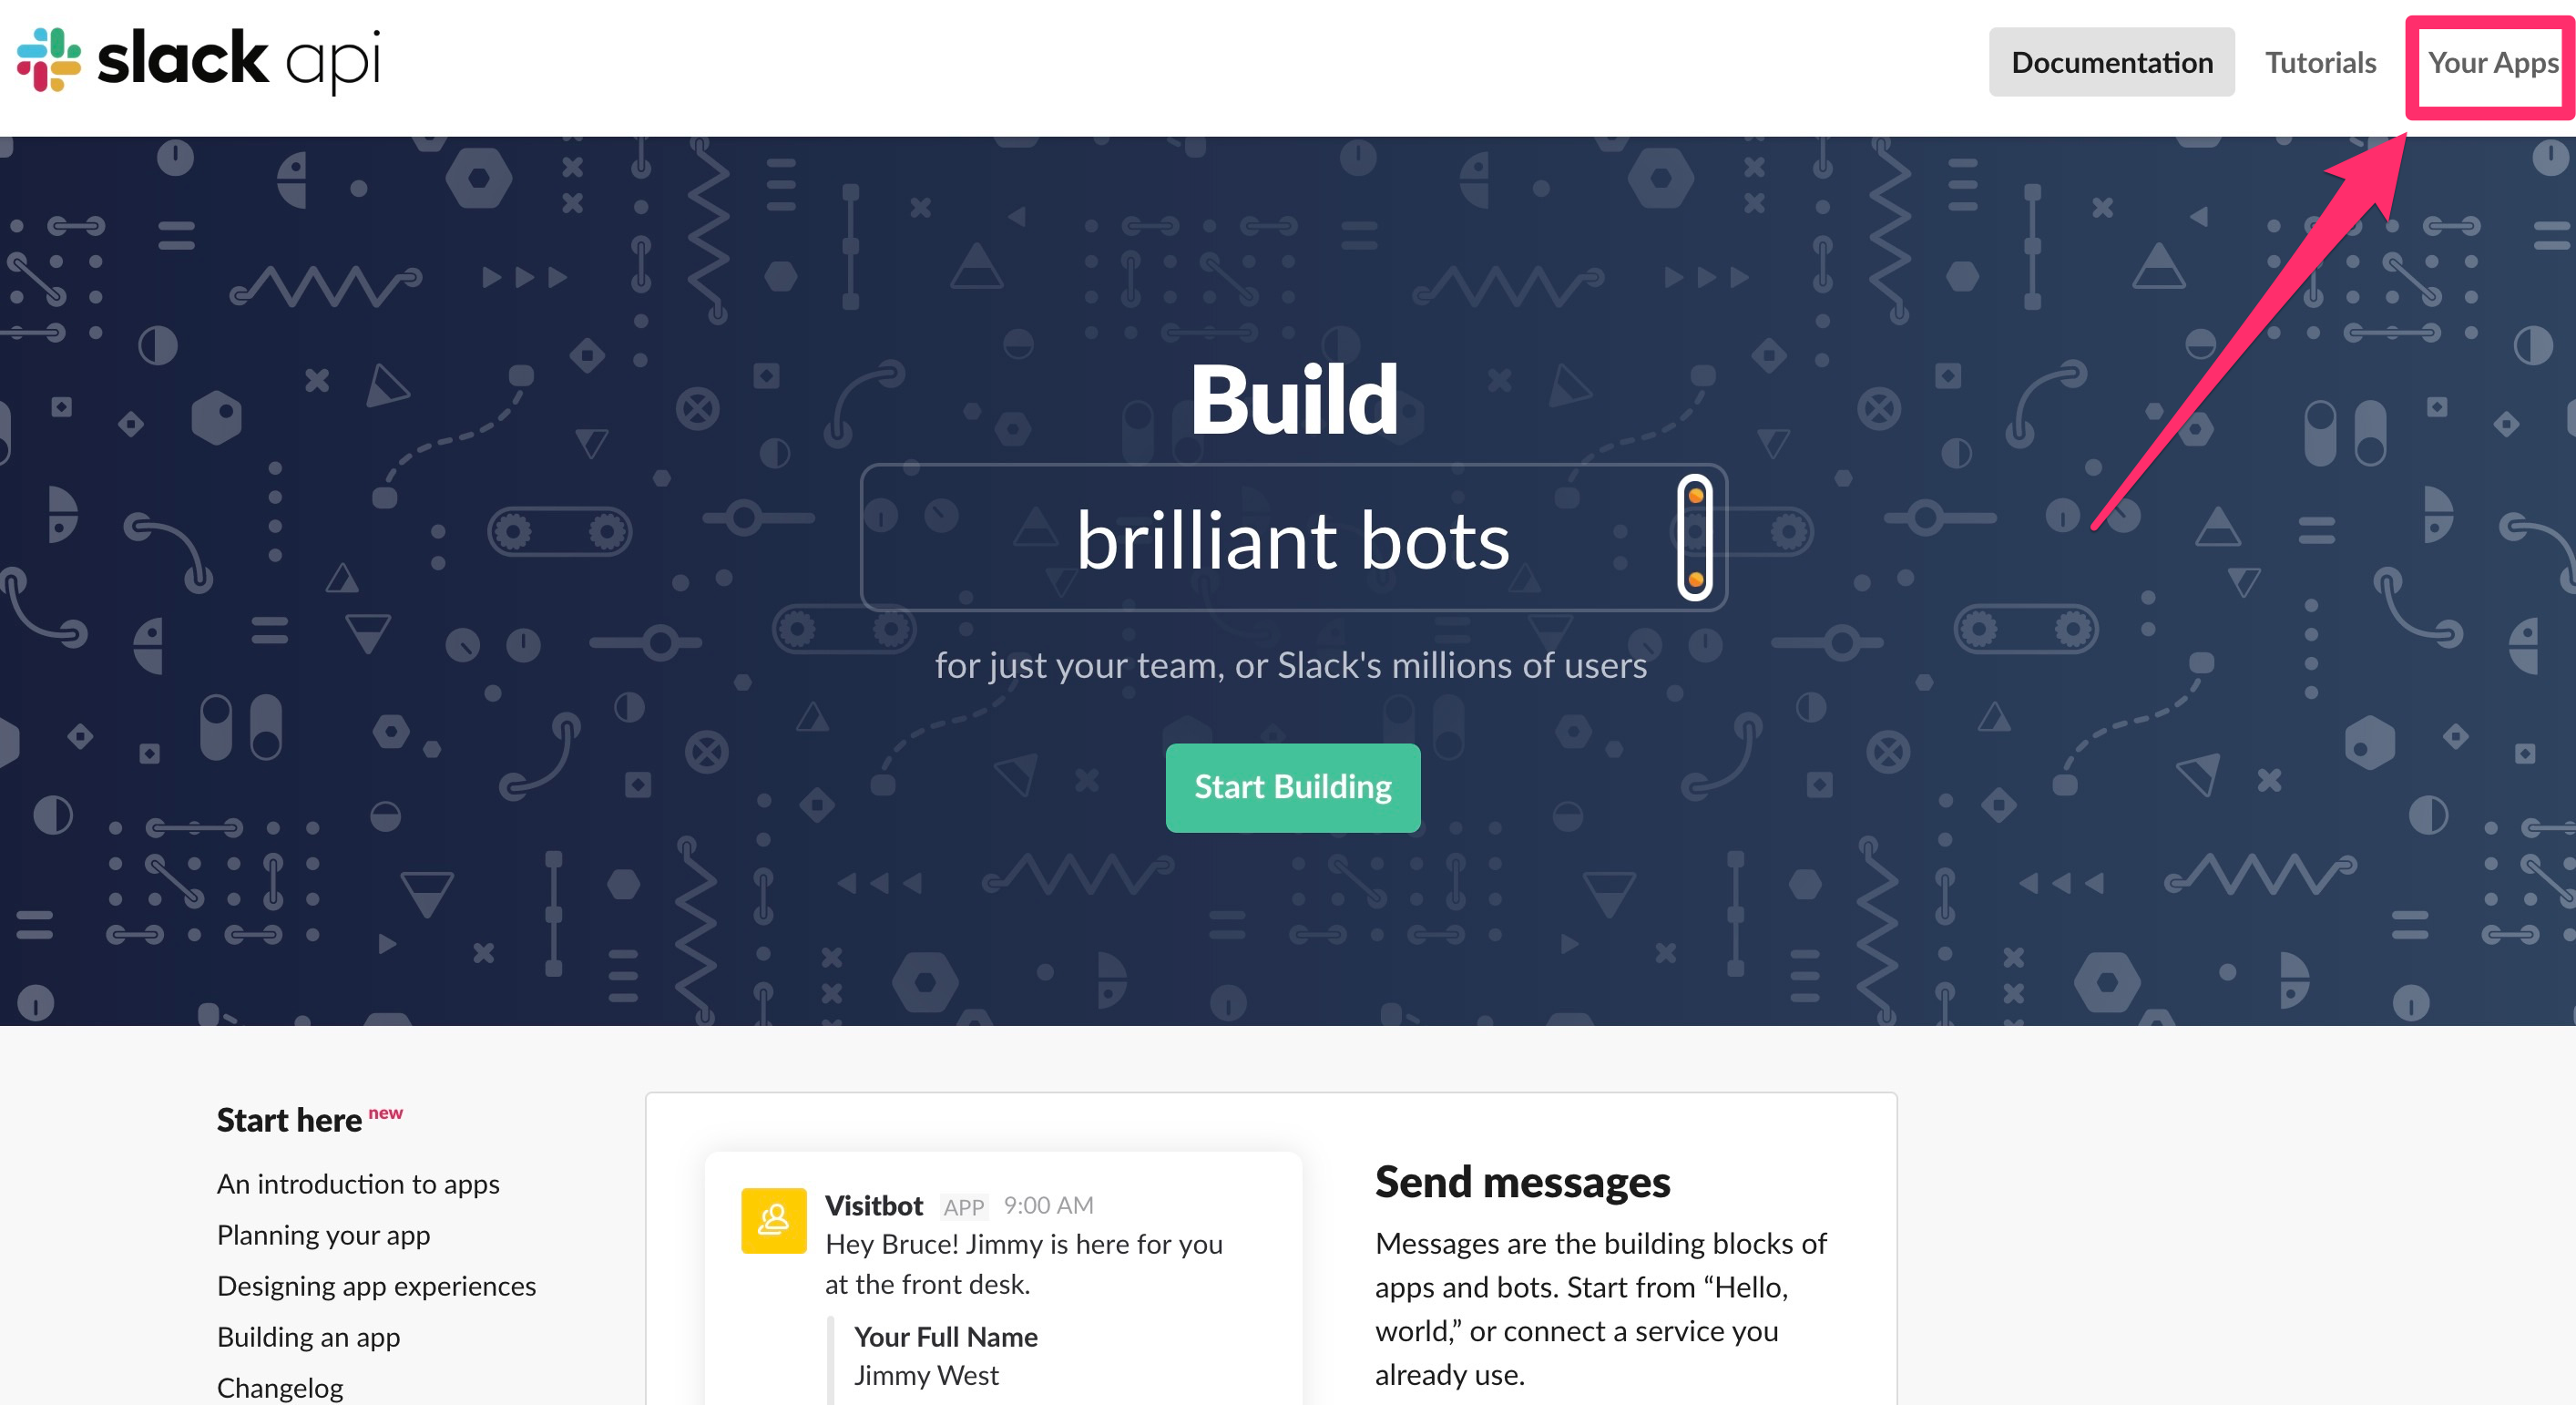 slack api
Documentation
Tutorials
Your Apps
Build
brilliant bots
for just your team, or Slack's millions of users
Start Building
Start here new
An introduction to apps
Planning your app
Designing app experiences
Building an app
Changelog
Visitbot APP 9:00 AM
Hey Bruce! Jimmy is here for you
at the front desk.
Your Full Name
Jimmy West
Send messages
Messages are the building blocks of
apps and bots. Start from “Hello,
world,” or connect a service you
already use.